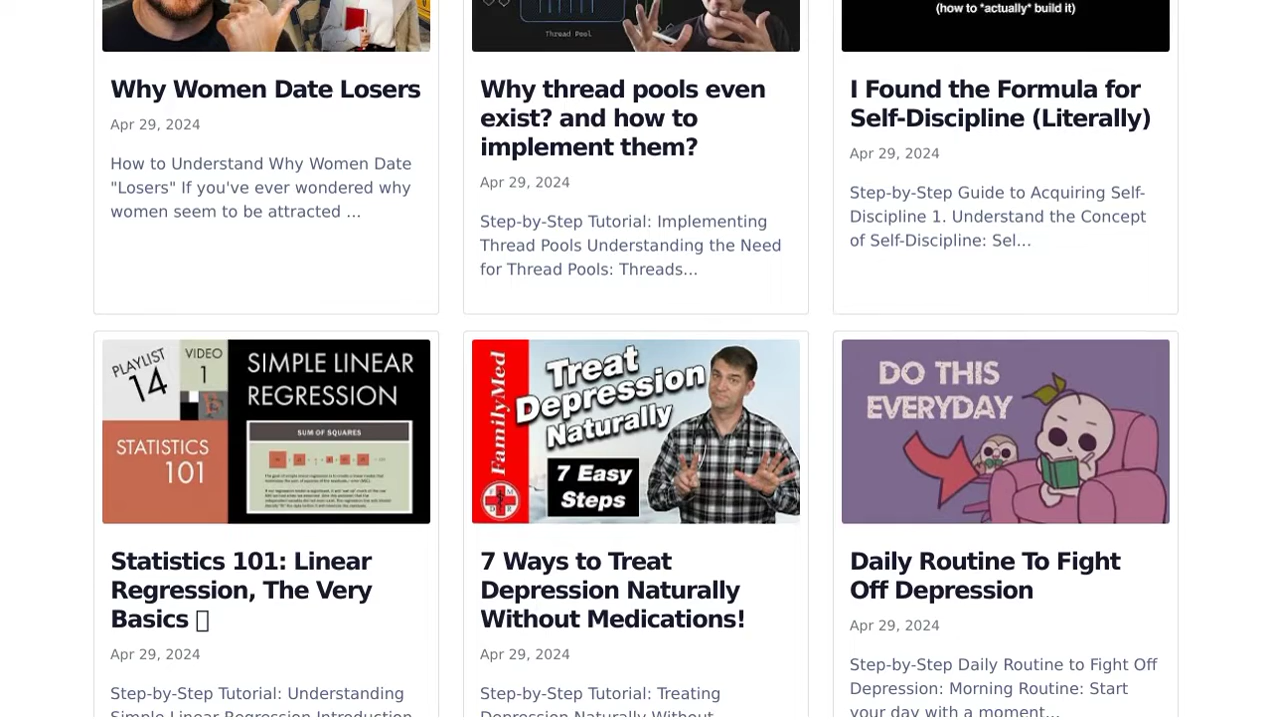 (how to *actually* build it)
Thread Pool
Why Women Date Losers
Apr 29, 2024
How to Understand Why Women Date
"Losers" If you've ever wondered why
women seem to be attracted ...
Why thread pools even
exist? and how to
implement them?
Apr 29, 2024
Step-by-Step Tutorial: Implementing
Thread Pools Understanding the Need
for Thread Pools: Threads...
I Found the Formula for
Self-Discipline (Literally)
Apr 29, 2024
Step-by-Step Guide to Acquiring Self-
Discipline 1. Understand the Concept
of Self-Discipline: Sel...
PLAYLIST
14
VIDEO
1
STATISTICS
101
SIMPLE LINEAR
REGRESSION
SUM OF SQUARES
Statistics 101: Linear
Regression, The Very
Basics
Apr 29, 2024
Step-by-Step Tutorial: Understanding
Simple Linear Regression Introduction
FamilyMed
Treat
Depression
Naturally
7 Easy
Steps
7 Ways to Treat
Depression Naturally
Without Medications!
Apr 29, 2024
Step-by-Step Tutorial: Treating
Depression Naturally Without
DO THIS
EVERYDAY
Daily Routine To Fight
Off Depression
Apr 29, 2024
Step-by-Step Daily Routine to Fight Off
Depression: Morning Routine: Start
your day with a moment...